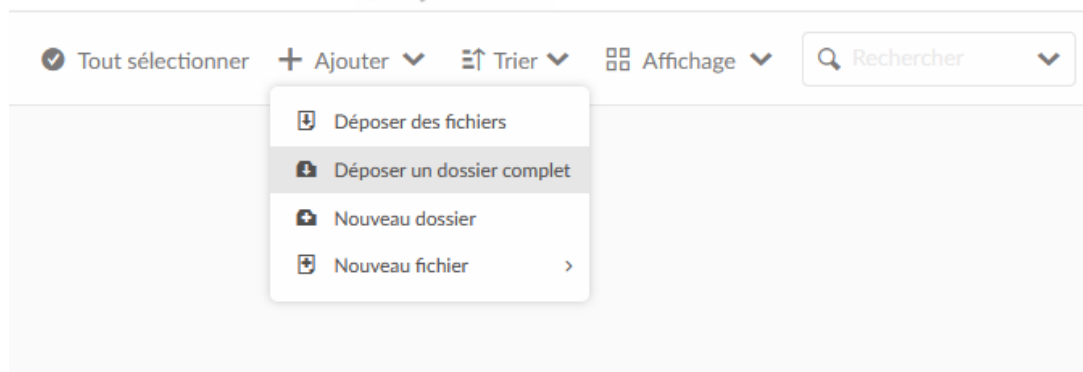 Tout sélectionner Ajouter Trier Affichage Rechercher
Déposer des fichiers
Déposer un dossier complet
Nouveau dossier
Nouveau fichier